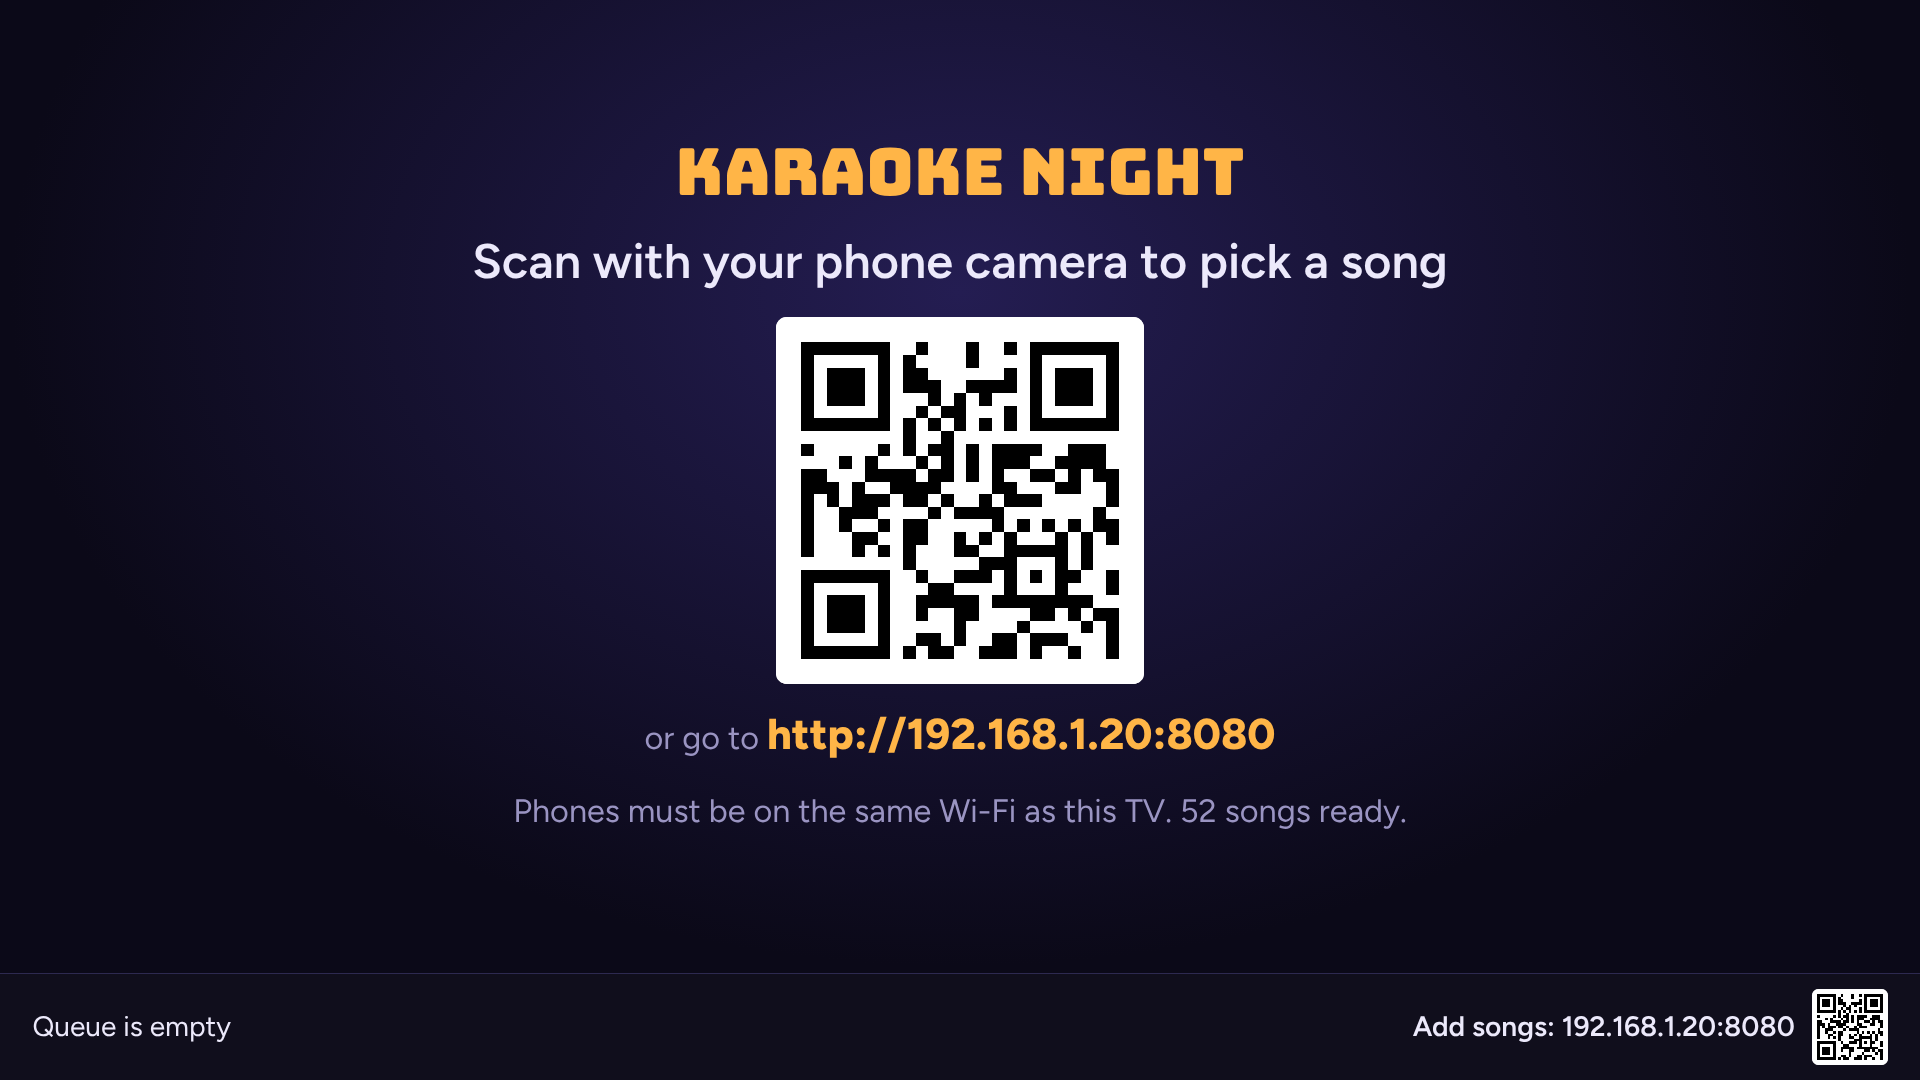 KARAOKE NIGHT
Scan with your phone camera to pick a song
or go to http://192.168.1.20:8080
Phones must be on the same Wi-Fi as this TV. 52 songs ready.
Queue is empty
Add songs: 192.168.1.20:8080